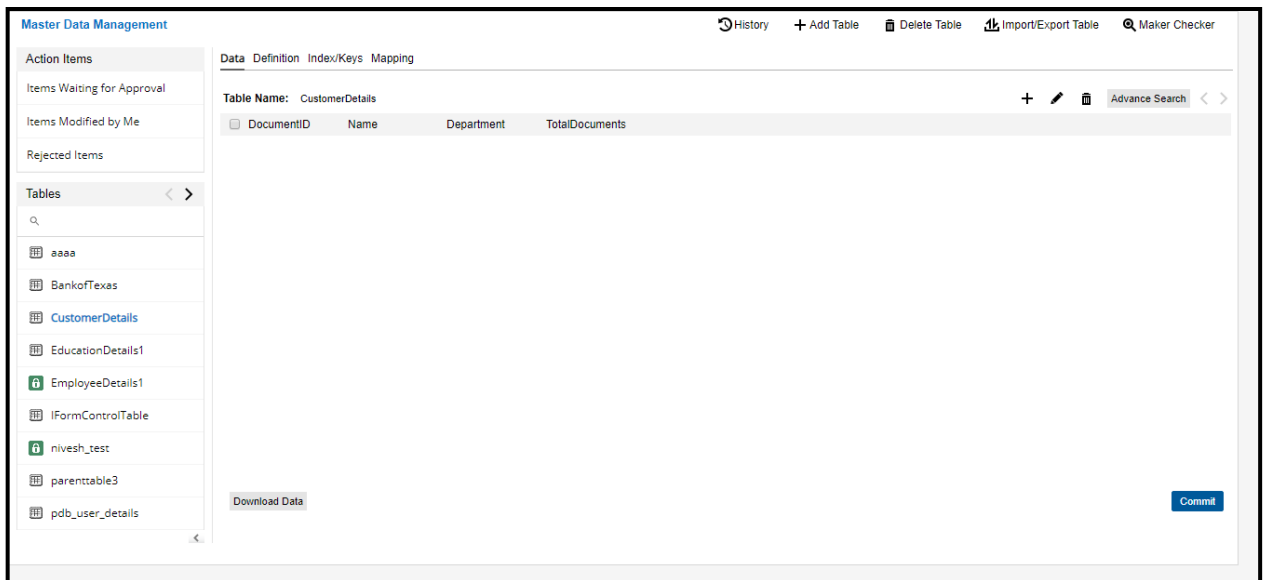 Master Data Management
History
Add Table
Delete Table
Import/Export Table
Maker Checker
Action Items
Items Waiting for Approval
Items Modified by Me
Rejected Items
Tables
aaaa
BankofTexas
CustomerDetails
EducationDetails1
EmployeeDetails1
IFormControlTable
nivesh_test
parenttable3
pdb_user_details
Data Definition Index/Keys Mapping
Table Name: CustomerDetails
Advance Search
DocumentID Name Department TotalDocuments
Download Data
Commit